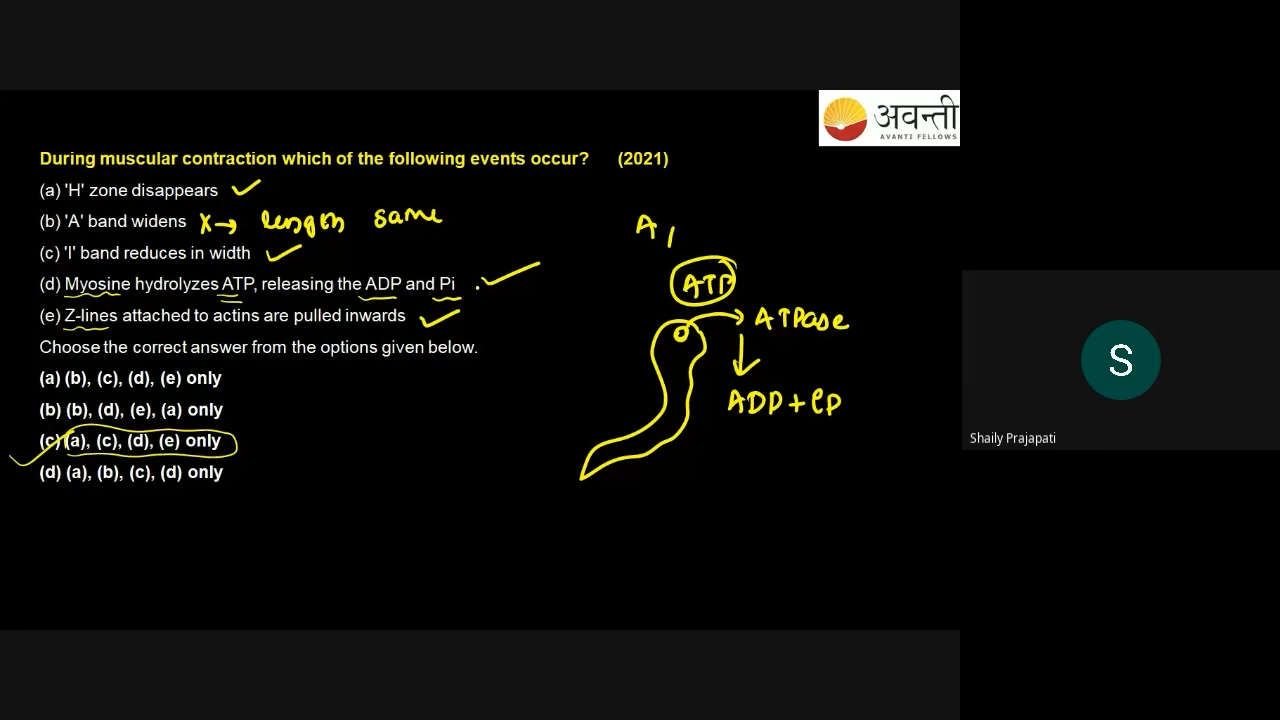 अवन्ती
AVANTI FELLOWS
During muscular contraction which of the following events occur? (2021)
(a) 'H' zone disappears
(b) 'A' band widens X→ length same
(c) 'I' band reduces in width
(d) Myosine hydrolyzes ATP, releasing the ADP and Pi .
(e) Z-lines attached to actins are pulled inwards
Choose the correct answer from the options given below.
(a) (b), (c), (d), (e) only
(b) (b), (d), (e), (a) only
(c) (a), (c), (d), (e) only
(d) (a), (b), (c), (d) only
A
ATP
ATPase
ADP +
S
Shaily Prajapati